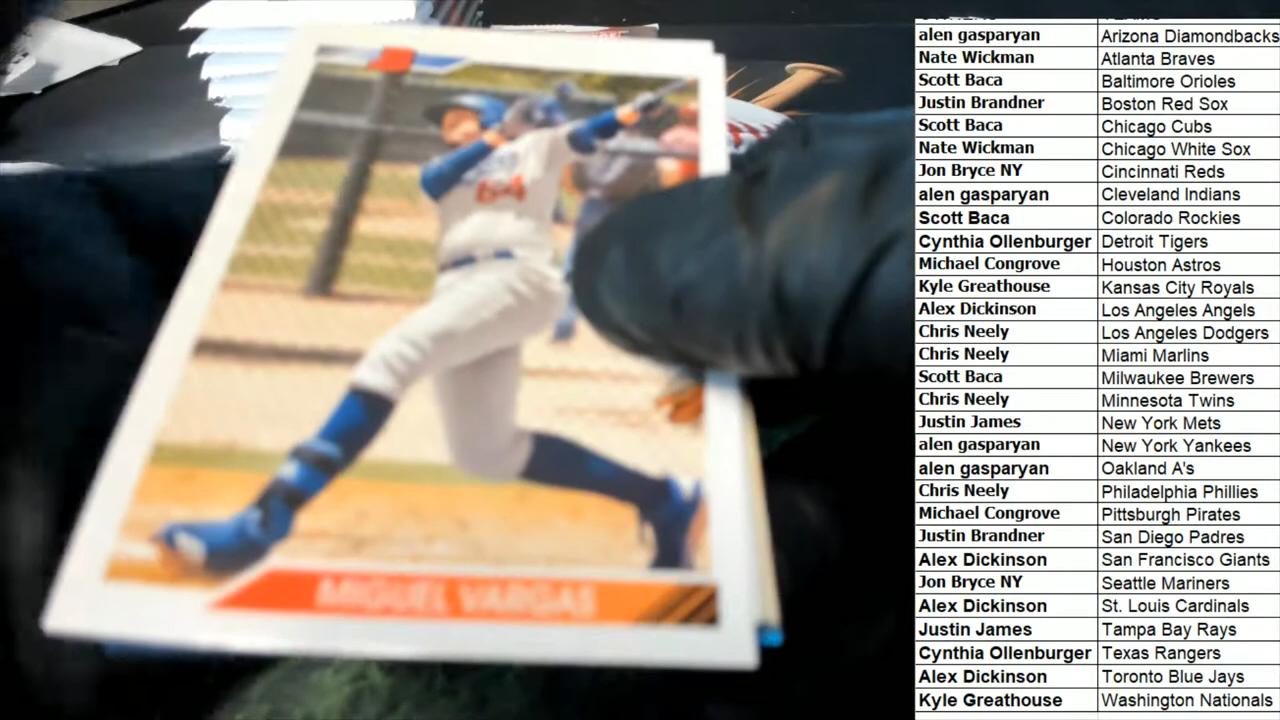 64
MIGUEL VARGAS
alen gasparyan Arizona Diamondbacks
Nate Wickman Atlanta Braves
Scott Baca Baltimore Orioles
Justin Brandner Boston Red Sox
Scott Baca Chicago Cubs
Nate Wickman Chicago White Sox
Jon Bryce NY Cincinnati Reds
alen gasparyan Cleveland Indians
Scott Baca Colorado Rockies
Cynthia Ollenburger Detroit Tigers
Michael Congrove Houston Astros
Kyle Greathouse Kansas City Royals
Alex Dickinson Los Angeles Angels
Chris Neely Los Angeles Dodgers
Chris Neely Miami Marlins
Scott Baca Milwaukee Brewers
Chris Neely Minnesota Twins
Justin James New York Mets
alen gasparyan New York Yankees
alen gasparyan Oakland A's
Chris Neely Philadelphia Phillies
Michael Congrove Pittsburgh Pirates
Justin Brandner San Diego Padres
Alex Dickinson San Francisco Giants
Jon Bryce NY Seattle Mariners
Alex Dickinson St. Louis Cardinals
Justin James Tampa Bay Rays
Cynthia Ollenburger Texas Rangers
Alex Dickinson Toronto Blue Jays
Kyle Greathouse Washington Nationals